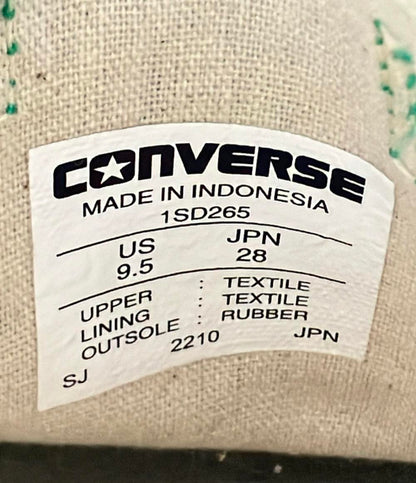 CONVERSE
MADE IN INDONESIA
1SD265
US JPN
9.5 28
UPPER : TEXTILE
LINING : TEXTILE
OUTSOLE : RUBBER
SJ 2210 JPN